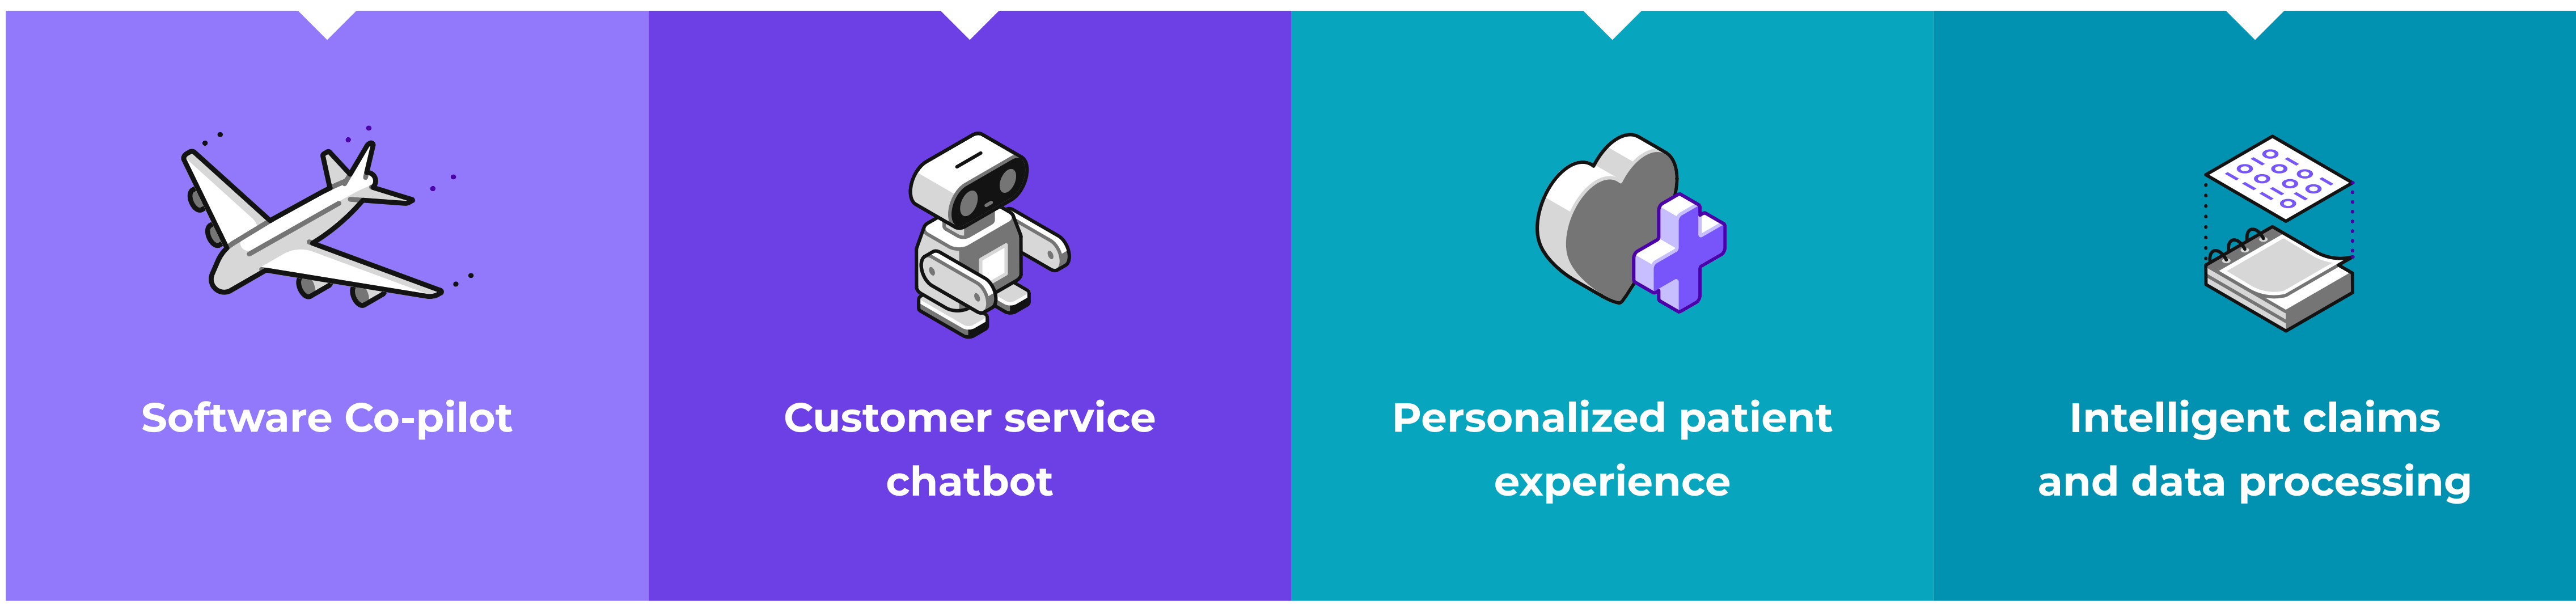 Software Co-pilot
Customer service
chatbot
Personalized patient
experience
Intelligent claims
and data processing